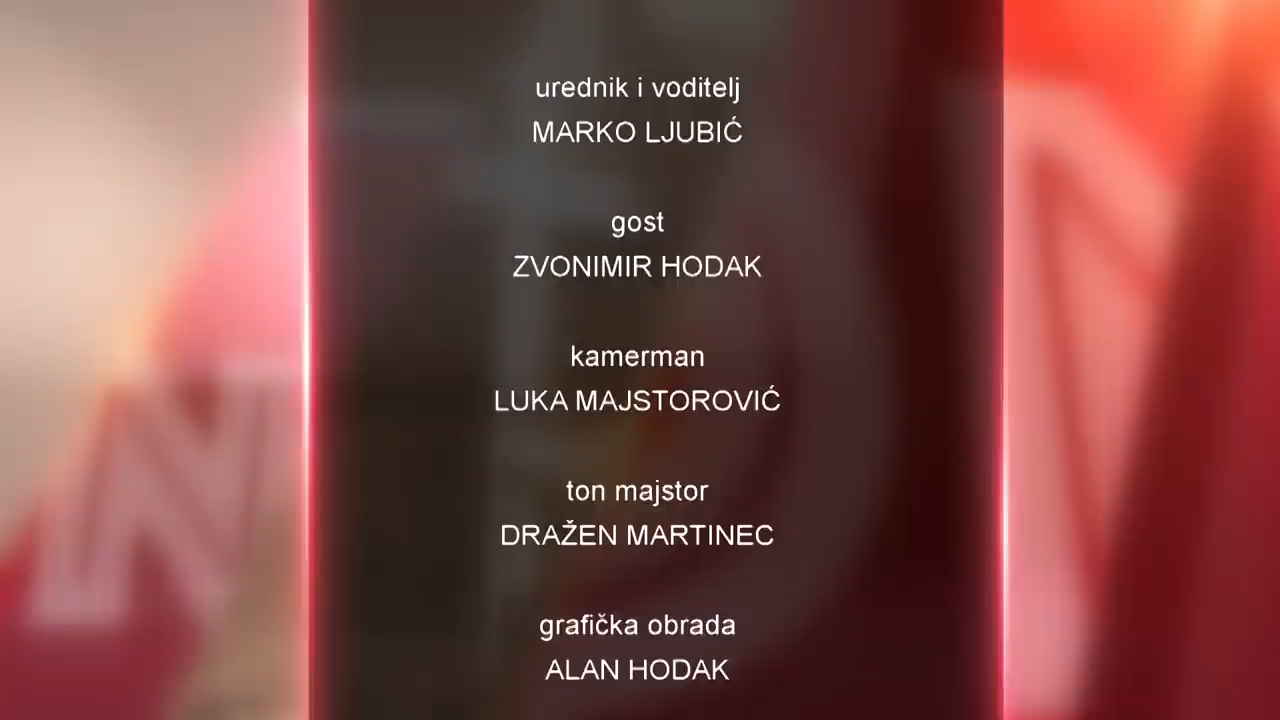 urednik i voditelj
MARKO LJUBIĆ
gost
ZVONIMIR HODAK
kamerman
LUKA MAJSTOROVIĆ
ton majstor
DRAŽEN MARTINEC
grafička obrada
ALAN HODAK